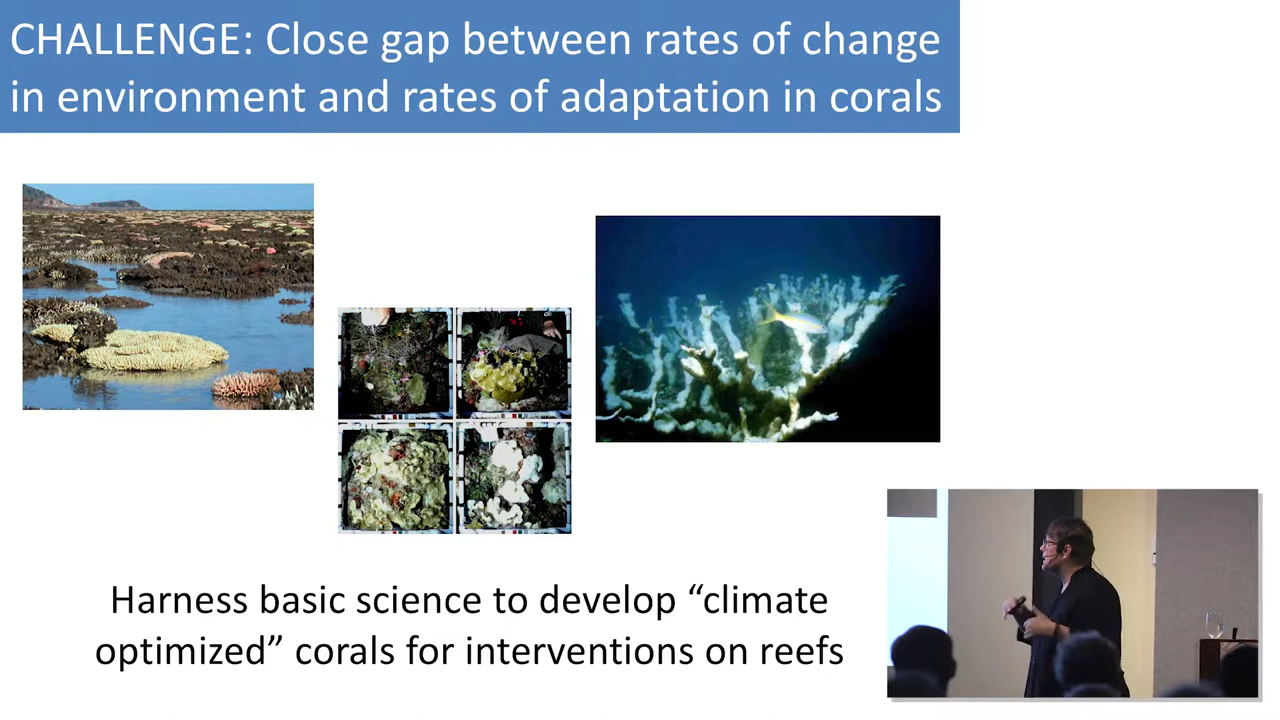 CHALLENGE: Close gap between rates of change
in environment and rates of adaptation in corals
Harness basic science to develop “climate
optimized” corals for interventions on reefs